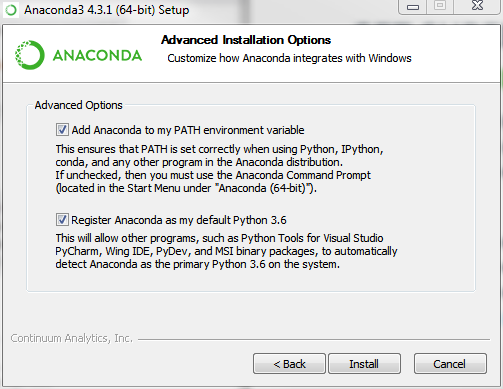 Anaconda3 4.3.1 (64-bit) Setup
ANACONDA
Advanced Installation Options
Customize how Anaconda integrates with Windows
Advanced Options
Add Anaconda to my PATH environment variable
This ensures that PATH is set correctly when using Python, IPython,
conda, and any other program in the Anaconda distribution.
If unchecked, then you must use the Anaconda Command Prompt
(located in the Start Menu under "Anaconda (64-bit)").
Register Anaconda as my default Python 3.6
This will allow other programs, such as Python Tools for Visual Studio
PyCharm, Wing IDE, PyDev, and MSI binary packages, to automatically
detect Anaconda as the primary Python 3.6 on the system.
Continuum Analytics, Inc.
< Back
Install
Cancel